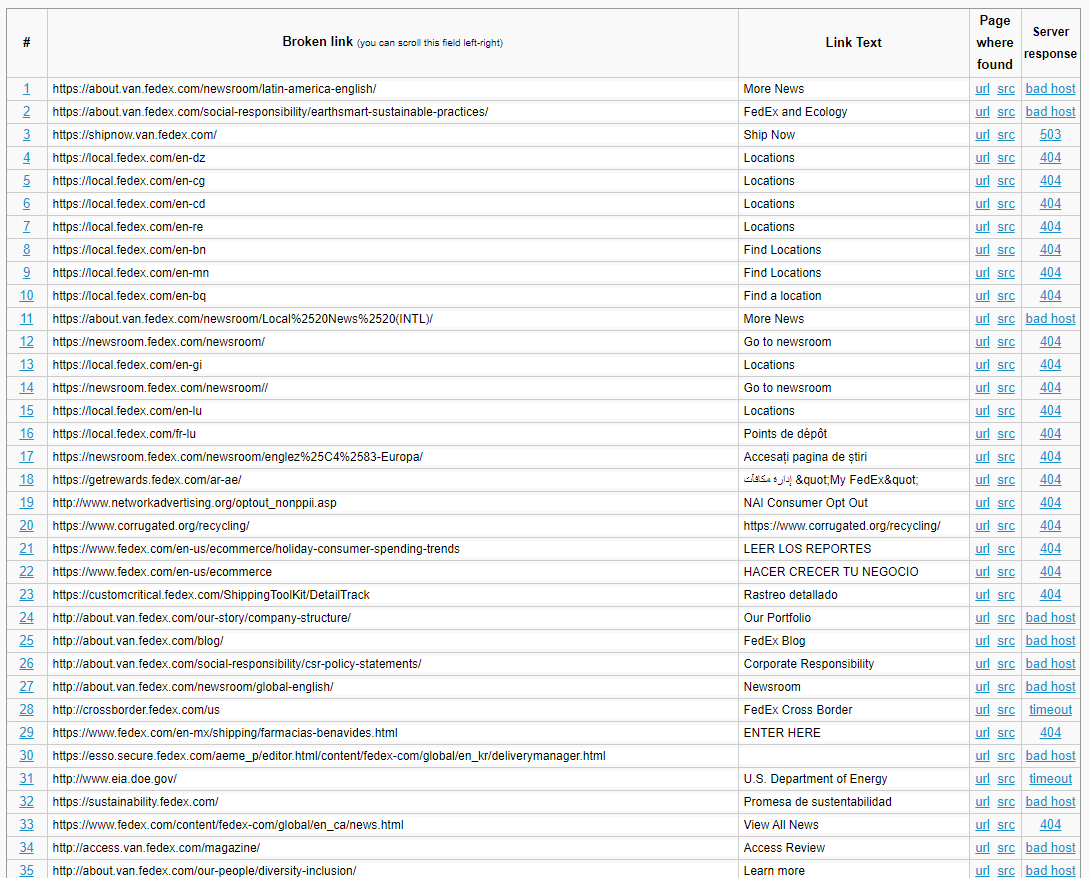 # Broken link (you can scroll this field left-right) Link Text Page where found Server response
1 https://about.van.fedex.com/newsroom/latin-america-english/ More News url src bad host
2 https://about.van.fedex.com/social-responsibility/earthsmart-sustainable-practices/ FedEx and Ecology url src bad host
3 https://shipnow.van.fedex.com/ Ship Now url src 503
4 https://local.fedex.com/en-dz Locations url src 404
5 https://local.fedex.com/en-cg Locations url src 404
6 https://local.fedex.com/en-cd Locations url src 404
7 https://local.fedex.com/en-re Locations url src 404
8 https://local.fedex.com/en-bn Find Locations url src 404
9 https://local.fedex.com/en-mn Find Locations url src 404
10 https://local.fedex.com/en-bq Find a location url src 404
11 https://about.van.fedex.com/newsroom/Local%2520News%2520(INTL)/ More News url src bad host
12 https://newsroom.fedex.com/newsroom/ Go to newsroom url src 404
13 https://local.fedex.com/en-gi Locations url src 404
14 https://newsroom.fedex.com/newsroom// Go to newsroom url src 404
15 https://local.fedex.com/en-lu Locations url src 404
16 https://local.fedex.com/fr-lu Points de dépôt url src 404
17 https://newsroom.fedex.com/newsroom/englez%25C4%2583-Europa/ Accesați pagina de știri url src 404
18 https://getrewards.fedex.com/ar-ae/ إدارة مكافآت &quot;My FedEx&quot; url src 404
19 http://www.networkadvertising.org/optout_nonppii.asp NAI Consumer Opt Out url src 404
20 https://www.corrugated.org/recycling/ https://www.corrugated.org/recycling/ url src 404
21 https://www.fedex.com/en-us/ecommerce/holiday-consumer-spending-trends LEER LOS REPORTES url src 404
22 https://www.fedex.com/en-us/ecommerce HACER CRECER TU NEGOCIO url src 404
23 https://customcritical.fedex.com/ShippingToolKit/DetailTrack Rastreo detallado url src 404
24 http://about.van.fedex.com/our-story/company-structure/ Our Portfolio url src bad host
25 http://about.van.fedex.com/blog/ FedEx Blog url src bad host
26 http://about.van.fedex.com/social-responsibility/csr-policy-statements/ Corporate Responsibility url src bad host
27 http://about.van.fedex.com/newsroom/global-english/ Newsroom url src bad host
28 http://crossborder.fedex.com/us FedEx Cross Border url src timeout
29 https://www.fedex.com/en-mx/shipping/farmacias-benavides.html ENTER HERE url src 404
30 https://esso.secure.fedex.com/aeme_p/editor.html/content/fedex-com/global/en_kr/deliverymanager.html url src bad host
31 http://www.eia.doe.gov/ U.S. Department of Energy url src timeout
32 https://sustainability.fedex.com/ Promesa de sustentabilidad url src bad host
33 https://www.fedex.com/content/fedex-com/global/en_ca/news.html View All News url src 404
34 http://access.van.fedex.com/magazine/ Access Review url src bad host
35 http://about.van.fedex.com/our-people/diversity-inclusion/ Learn more url src bad host